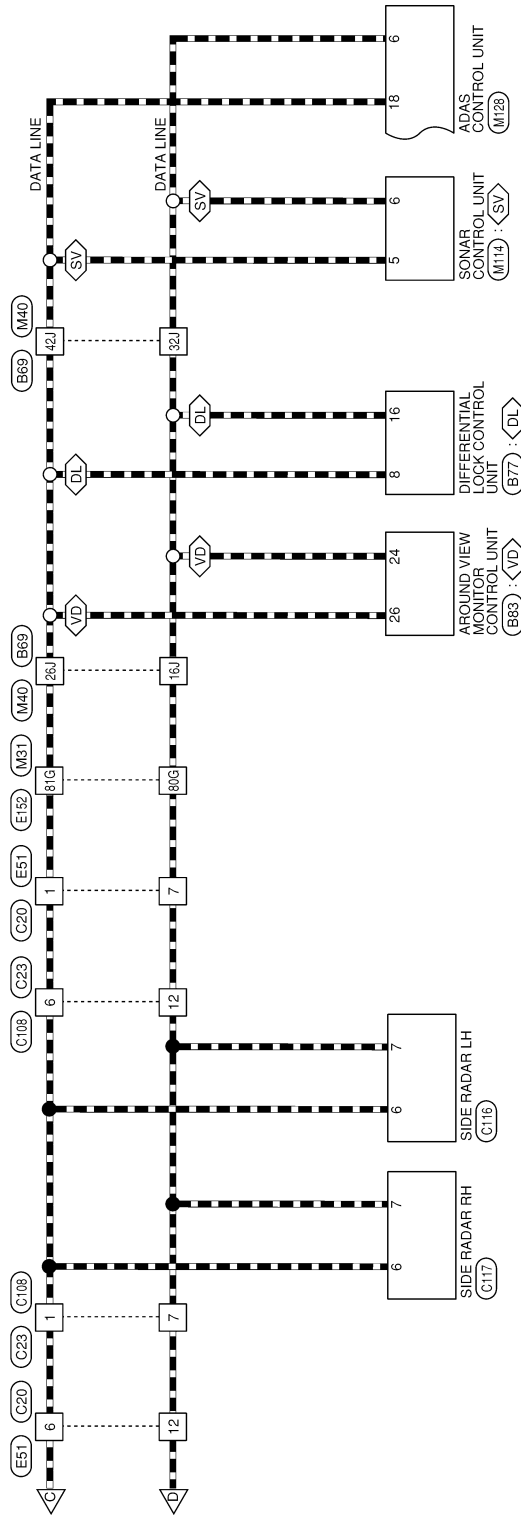 C
D
E51
C20
6
12
C23
C108
1
7
6
7
SIDE RADAR RH
C117
6
7
SIDE RADAR LH
C116
C108
C23
6
12
C20
E51
1
7
E152
M31
81G
80G
M40
B69
26J
16J
VD
VD
26
24
AROUND VIEW
MONITOR
CONTROL UNIT
B83 : VD
DL
DL
8
16
DIFFERENTIAL
LOCK CONTROL
UNIT
B77 : DL
B69
M40
42J
32J
SV
SV
5
6
SONAR
CONTROL UNIT
M114 : SV
DATA LINE
DATA LINE
18
6
ADAS
CONTROL UNIT
M128